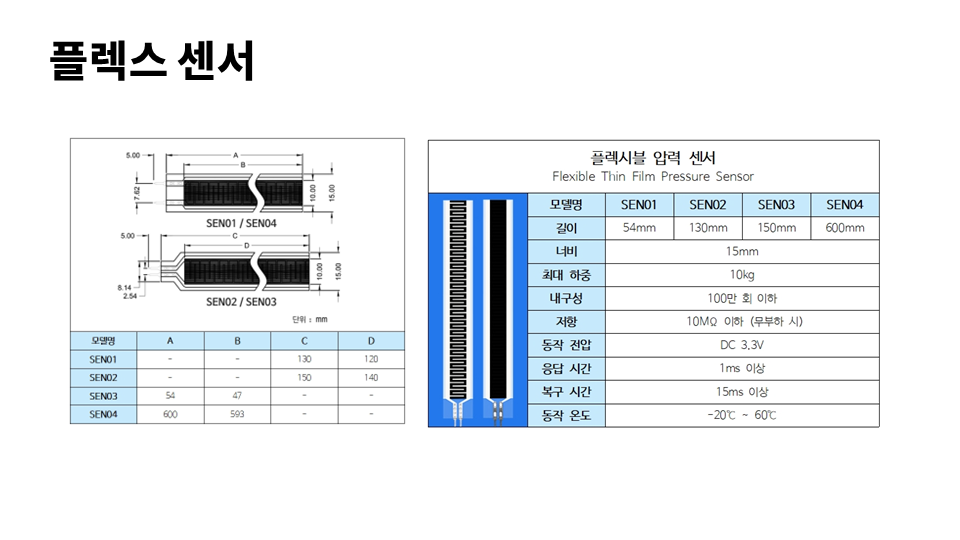 플렉스 센서
5.00
A
B
7.62
10.00
15.00
SEN01 / SEN04
C
5.00
D
10.00
15.00
8.14
2.54
SEN02 / SEN03
단위 : mm
모델명 A B C D
SEN01 - - 130 120
SEN02 - - 150 140
SEN03 54 47 - -
SEN04 600 593 - -
플렉시블 압력 센서
Flexible Thin Film Pressure Sensor
모델명 SEN01 SEN02 SEN03 SEN04
길이 54mm 130mm 150mm 600mm
너비 15mm
최대 하중 10kg
내구성 100만 회 이하
저항 10MΩ 이하 (무부하 시)
동작 전압 DC 3.3V
응답 시간 1ms 이상
복구 시간 15ms 이상
동작 온도 -20℃ ~ 60℃